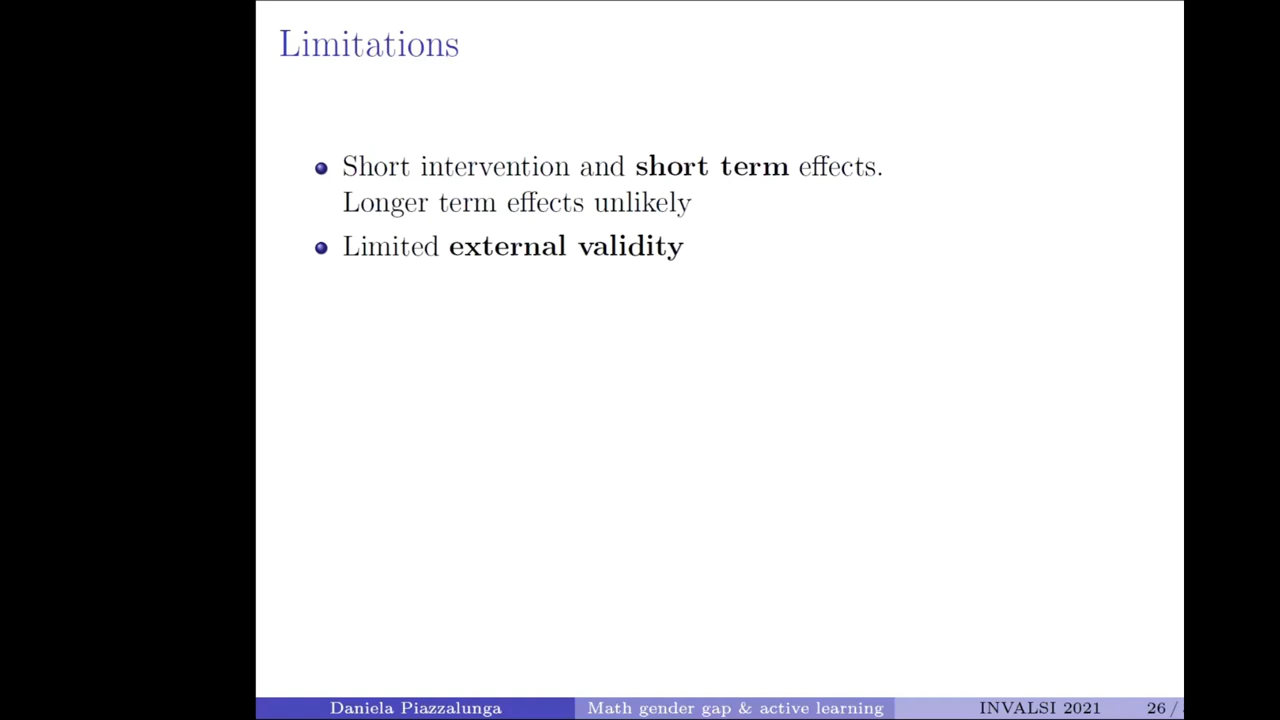 Limitations
Short intervention and short term effects.
Longer term effects unlikely
Limited external validity
Daniela Piazzalunga Math gender gap & active learning INVALSI 2021 26 /